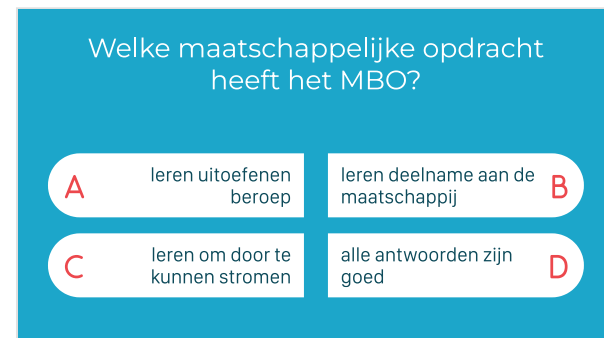 Welke maatschappelijke opdracht
heeft het MBO?
A
leren uitoefenen
beroep
leren deelname aan de
maatschappij
B
C
leren om door te
kunnen stromen
alle antwoorden zijn
goed
D